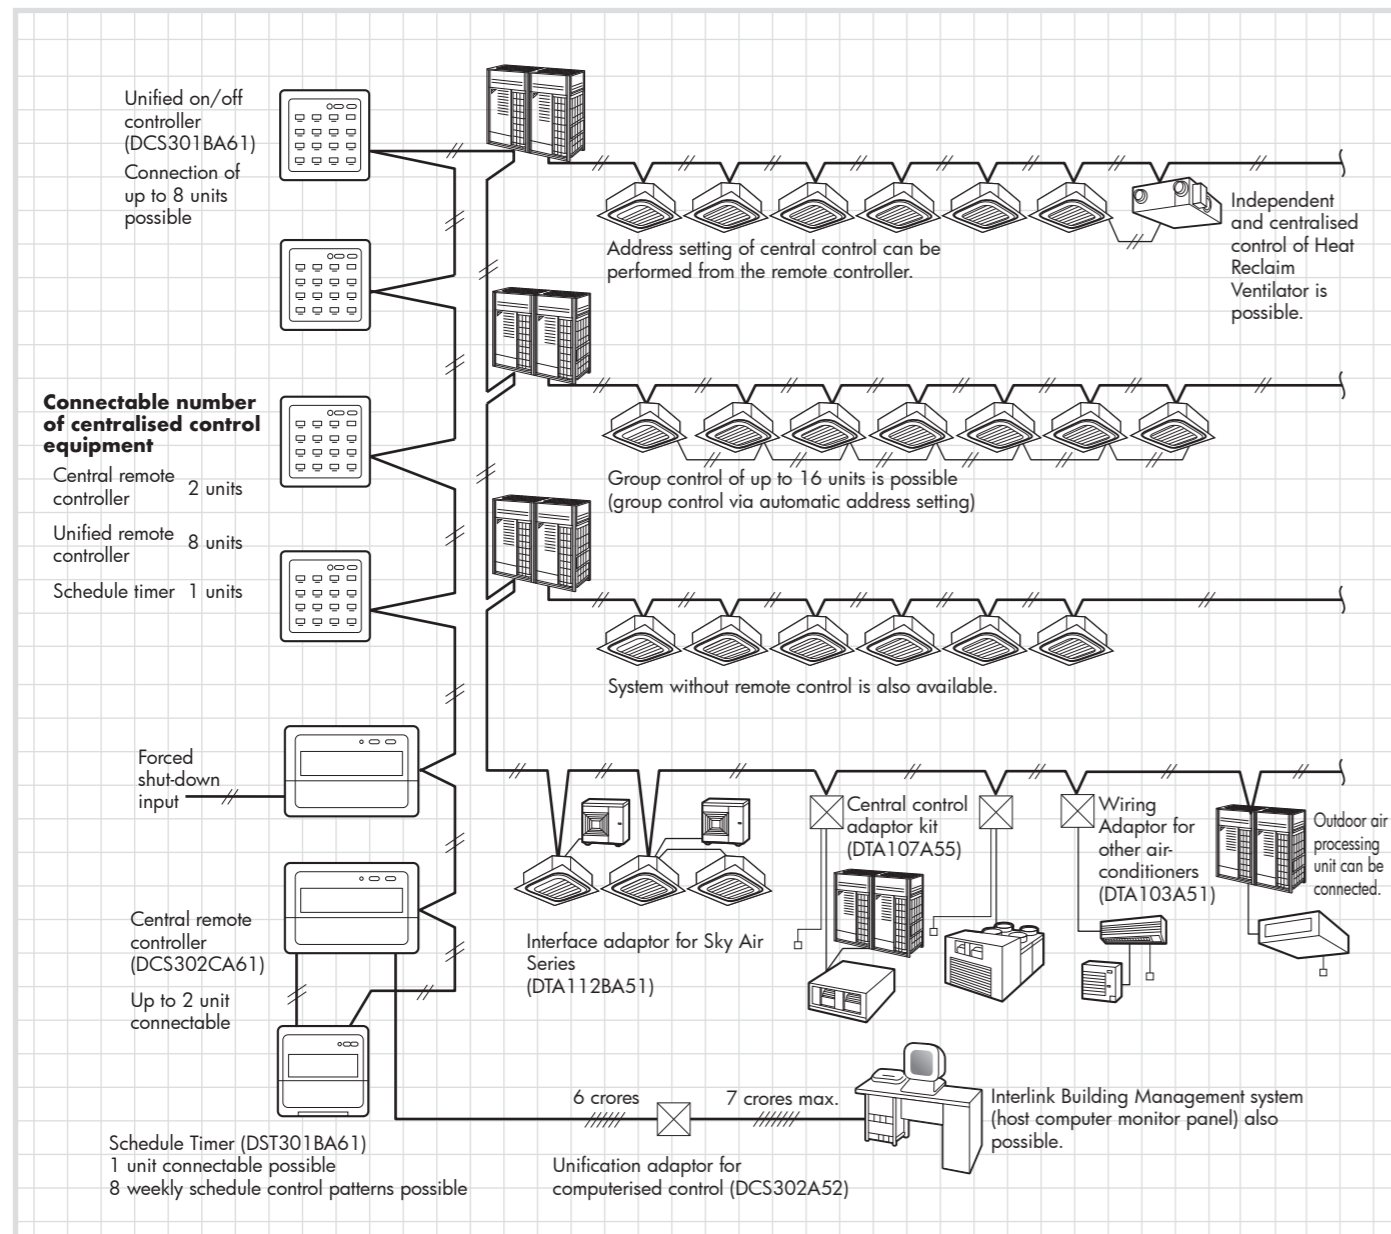 Unified on/off
controller
(DCS301BA61)
Connection of
up to 8 units
possible
Address setting of central control can be
performed from the remote controller.
Independent
and centralised
control of Heat
Reclaim
Ventilator is
possible.
Connectable number
of centralised control
equipment
Central remote
controller 2 units
Unified remote
controller 8 units
Schedule timer 1 units
Group control of up to 16 units is possible
(group control via automatic address setting)
System without remote control is also available.
Forced
shut-down
input
Central control
adaptor kit
(DTA107A55)
Wiring
Adaptor for
other air-
conditioners
(DTA103A51)
Outdoor air
processing
unit can be
connected.
Interface adaptor for Sky Air
Series
(DTA112BA51)
Central remote
controller
(DCS302CA61)
Up to 2 unit
connectable
6 crores
7 crores max.
Interlink Building Management system
(host computer monitor panel) also
possible.
Schedule Timer (DST301BA61)
1 unit connectable possible
8 weekly schedule control patterns possible
Unification adaptor for
computerised control (DCS302A52)